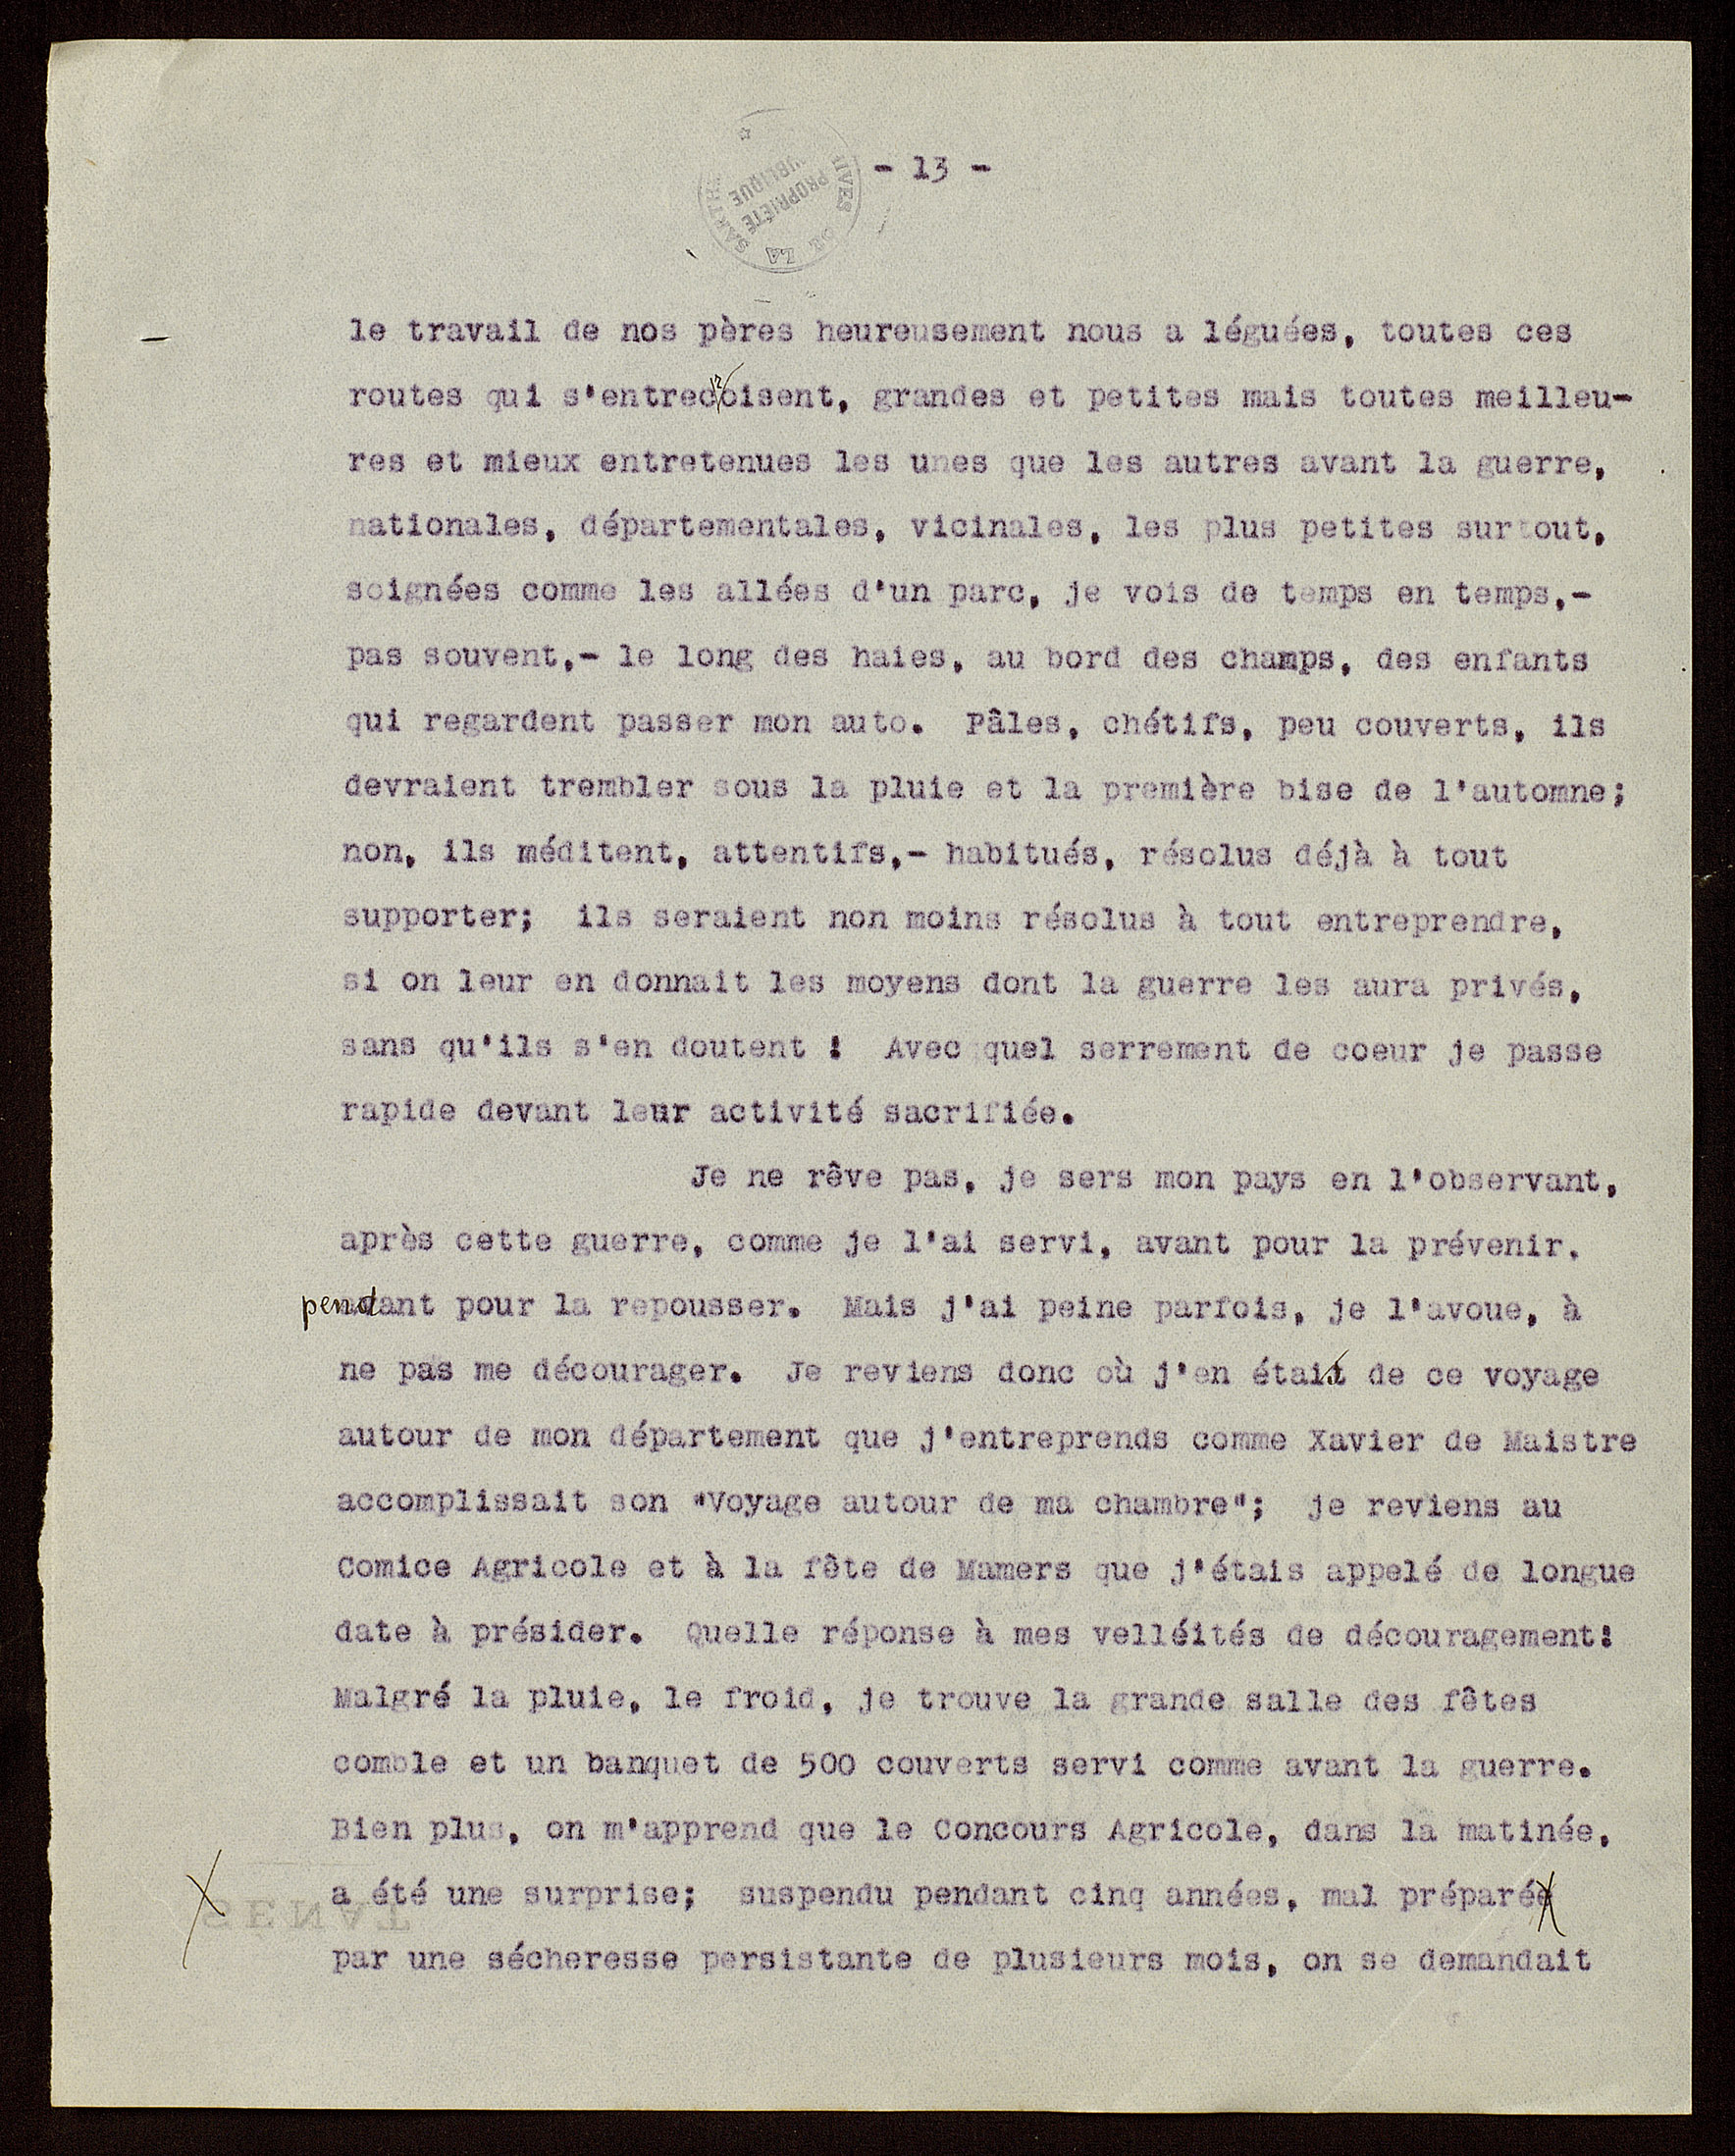 - 13 -
ARCHIVES DE LA SARTHE
PROPRIÉTÉ
PUBLIQUE
le travail de nos pères heureusement nous a léguées, toutes ces
routes qui s'entrecroisent, grandes et petites mais toutes meilleu-
res et mieux entretenues les unes que les autres avant la guerre,
nationales, départementales, vicinales, les plus petites surtout,
soignées comme les allées d'un parc, je vois de temps en temps,-
pas souvent,- le long des haies, au bord des champs, des enfants
qui regardent passer mon auto. Pâles, chétifs, peu couverts, ils
devraient trembler sous la pluie et la première bise de l'automne;
non, ils méditent, attentifs,- habitués, résolus déjà à tout
supporter; ils seraient non moins résolus à tout entreprendre,
si on leur en donnait les moyens dont la guerre les aura privés,
sans qu'ils s'en doutent ! Avec quel serrement de coeur je passe
rapide devant leur activité sacrifiée.
Je ne rêve pas, je sers mon pays en l'observant,
après cette guerre, comme je l'ai servi, avant pour la prévenir,
pendant pour la repousser. Mais j'ai peine parfois, je l'avoue, à
ne pas me décourager. Je reviens donc où j'en étais de ce voyage
autour de mon département que j'entreprends comme Xavier de Maistre
accomplissait son "Voyage autour de ma chambre"; je reviens au
Comice Agricole et à la fête de Mamers que j'étais appelé de longue
date à présider. Quelle réponse à mes velléités de découragement!
Malgré la pluie, le froid, je trouve la grande salle des fêtes
comble et un banquet de 500 couverts servi comme avant la guerre.
Bien plus, on m'apprend que le Concours Agricole, dans la matinée,
a été une surprise; suspendu pendant cinq années, mal préparé
SENAT
par une sécheresse persistante de plusieurs mois, on se demandait